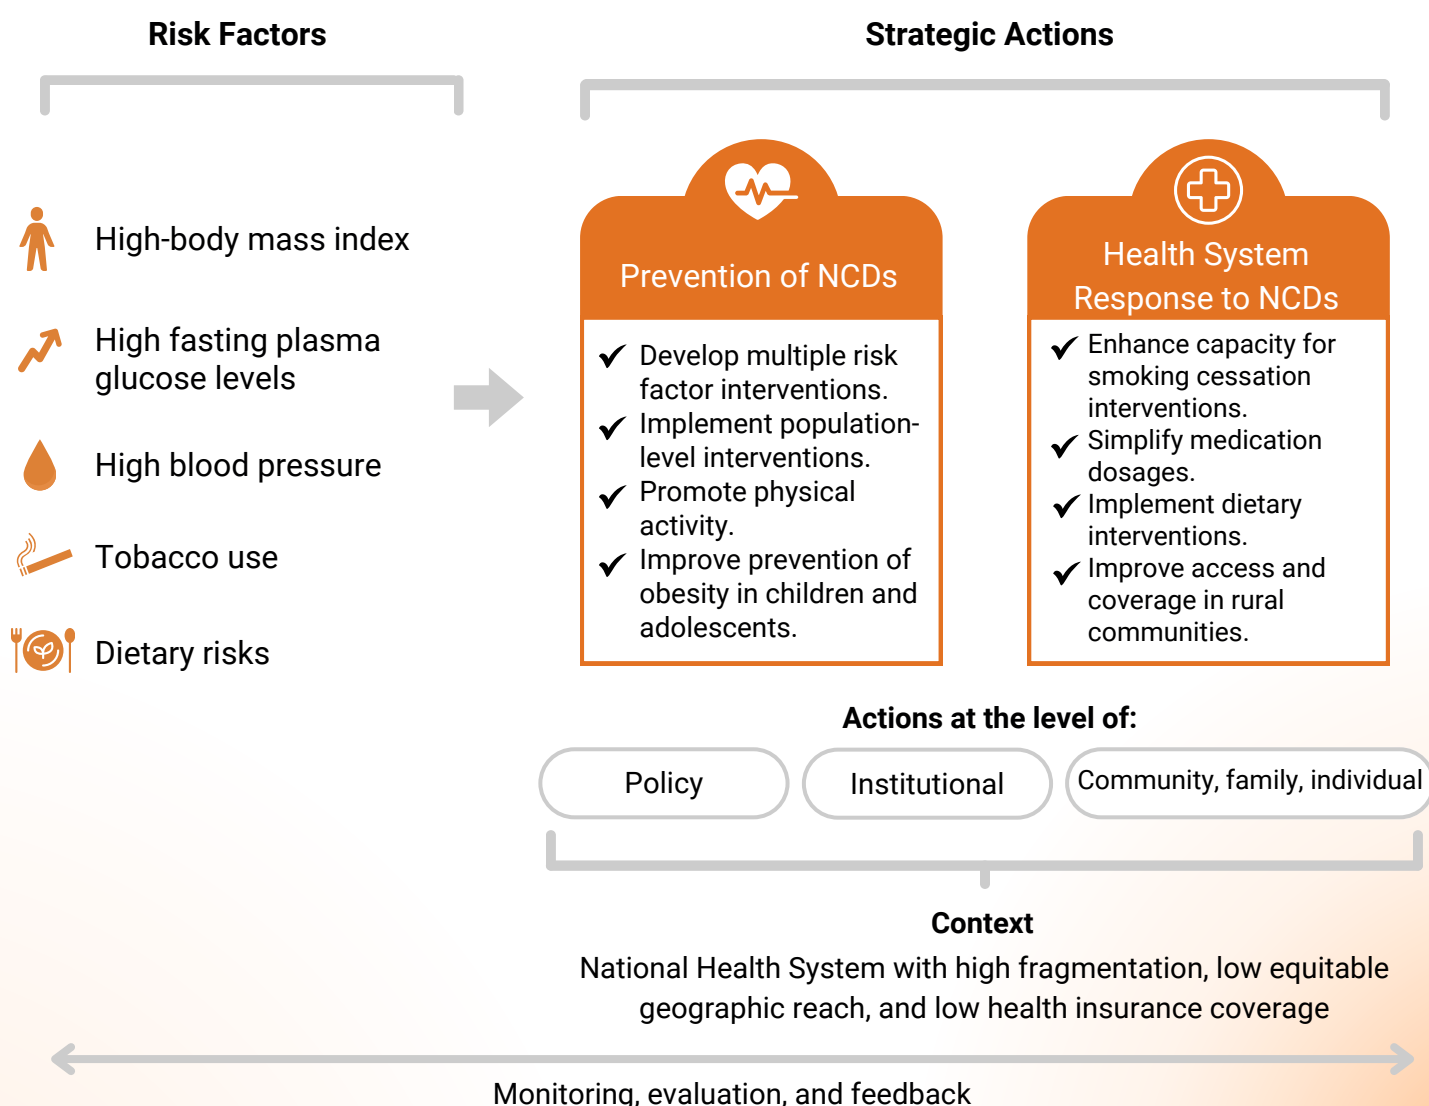 Risk Factors
High-body mass index
High fasting plasma
glucose levels
High blood pressure
Tobacco use
Dietary risks
Strategic Actions
Prevention of NCDs
Develop multiple risk
factor interventions.
Implement population-
level interventions.
Promote physical
activity.
Improve prevention of
obesity in children and
adolescents.
Health System
Response to NCDs
Enhance capacity for
smoking cessation
interventions.
Simplify medication
dosages.
Implement dietary
interventions.
Improve access and
coverage in rural
communities.
Actions at the level of:
Policy
Institutional
Community, family, individual
Context
National Health System with high fragmentation, low equitable
geographic reach, and low health insurance coverage
Monitoring, evaluation, and feedback